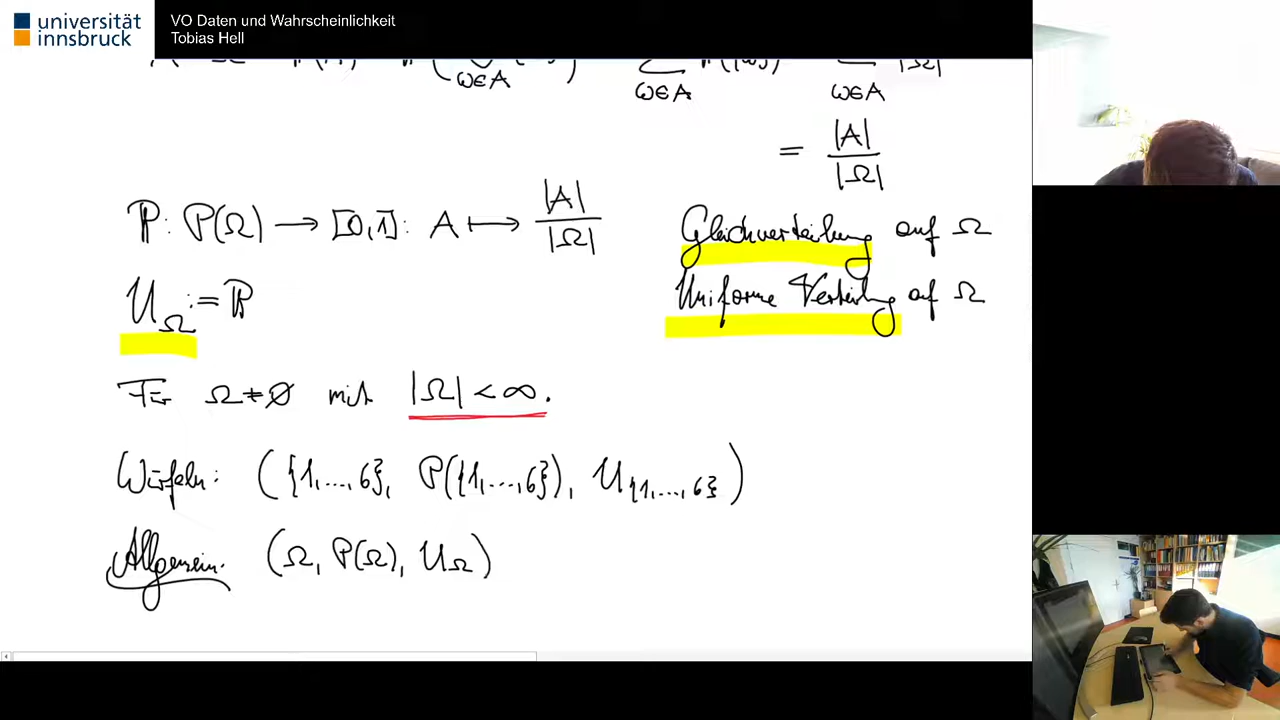 universität
innsbruck
VO Daten und Wahrscheinlichkeit
Tobias Hell
ω∈A ω∈A ω∈A
= |A| / |Ω|
ℙ: P(Ω) → [0,1]: A ↦ |A| / |Ω| Gleichverteilung auf Ω
U_Ω := ℙ Uniforme Verteilung auf Ω
Für Ω ≠ ∅ mit |Ω| < ∞.
Würfeln: ({1,...,6}, P({1,...,6}), U_{1,...,6})
Allgemein: (Ω, P(Ω), U_Ω)